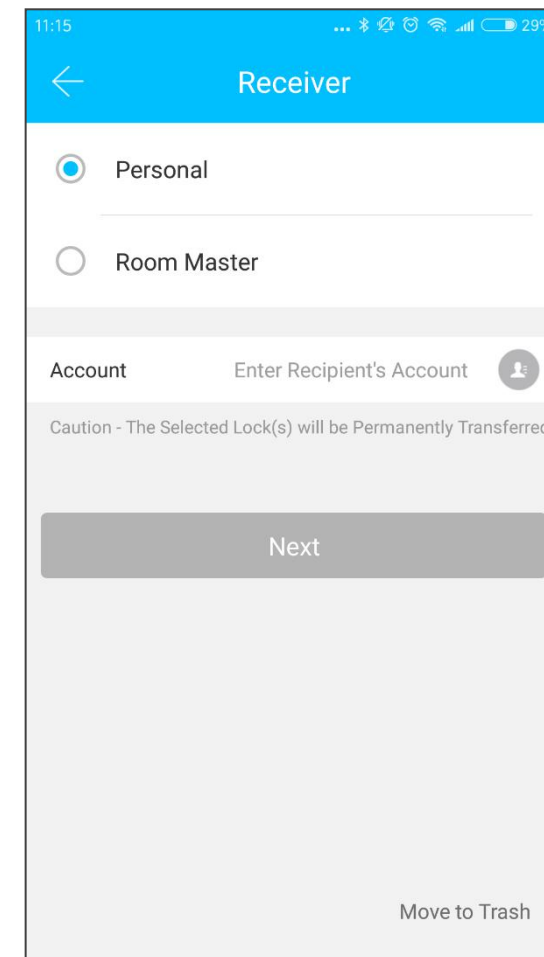 11:15 ... 29%
Receiver
Personal
Room Master
Account Enter Recipient's Account
Caution - The Selected Lock(s) will be Permanently Transferred
Next
Move to Trash